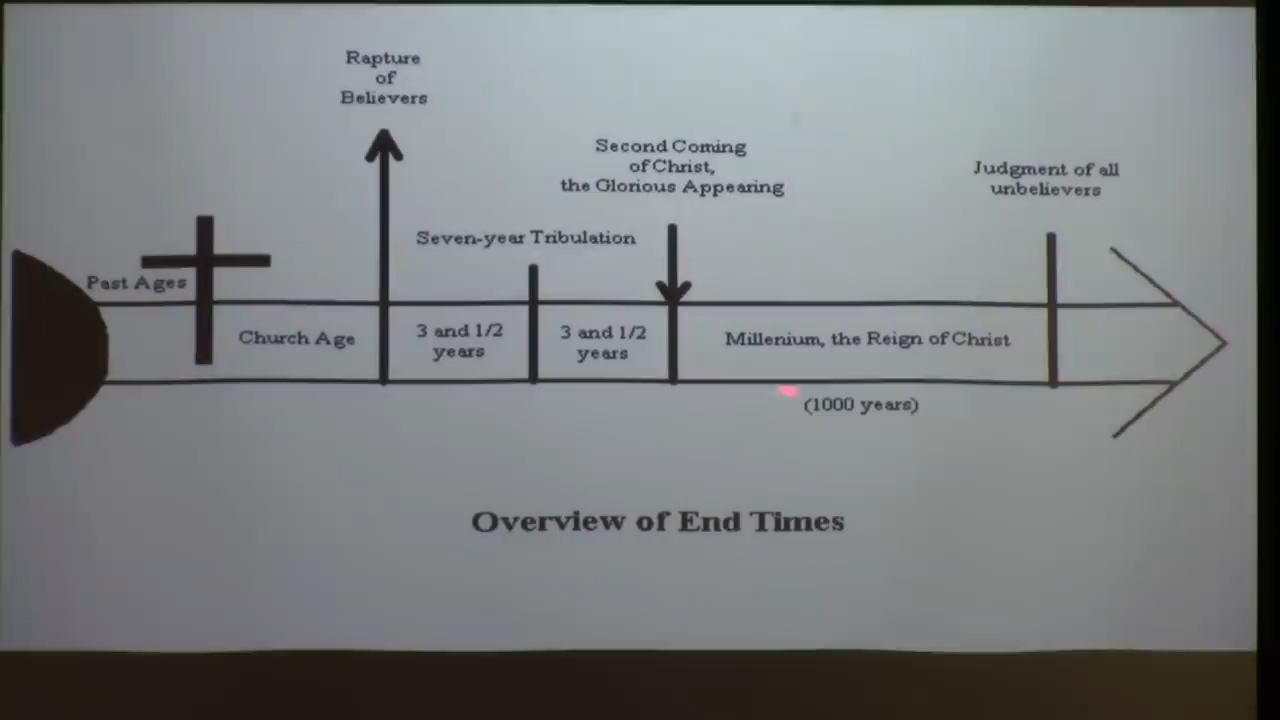 Rapture
of
Believers
Second Coming
of Christ,
the Glorious Appearing
Judgment of all
unbelievers
Seven-year Tribulation
Past Ages
Church Age
3 and 1/2
years
3 and 1/2
years
Millenium, the Reign of Christ
(1000 years)
Overview of End Times